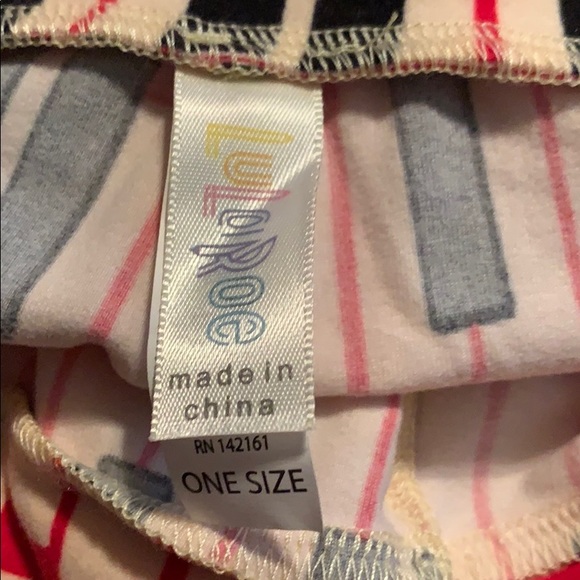 LuLaRoe
made in
china
RN 142161
ONE SIZE